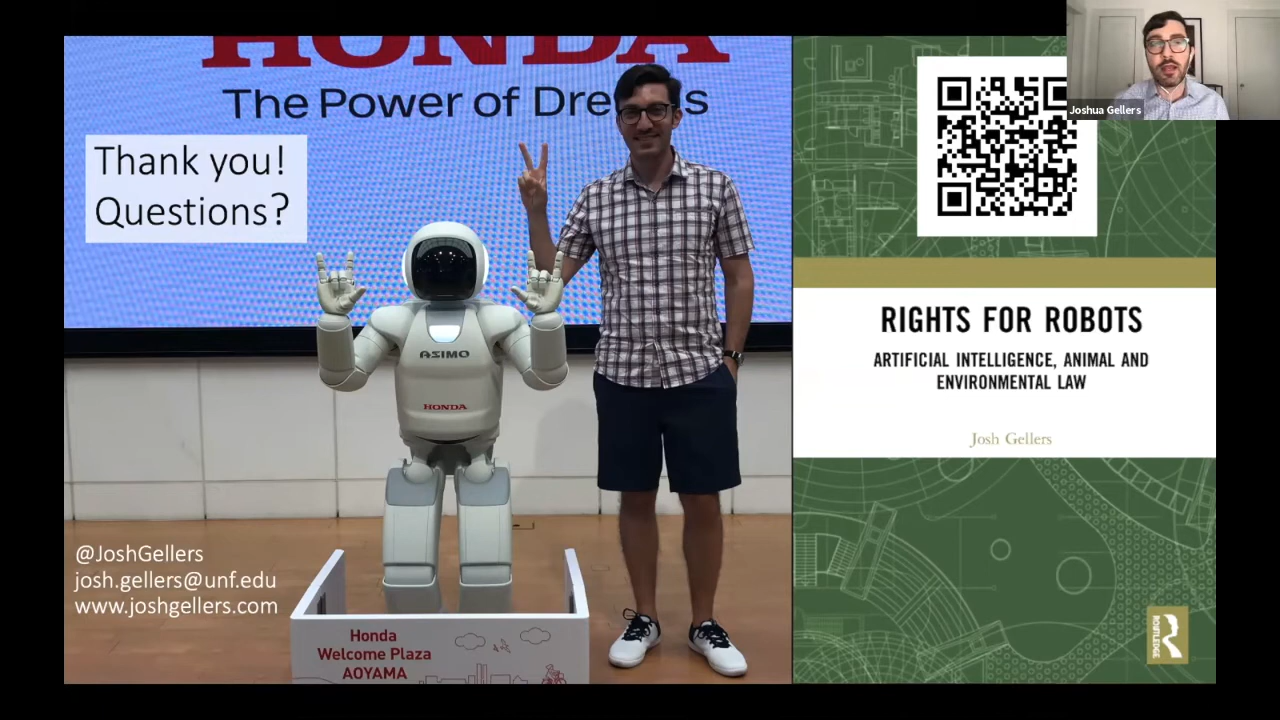 HONDA
The Power of Dre s
Thank you!
Questions?
ASIMO
HONDA
@JoshGellers
josh.gellers@unf.edu
www.joshgellers.com
Honda
Welcome Plaza
AOYAMA
Joshua Gellers
RIGHTS FOR ROBOTS
ARTIFICIAL INTELLIGENCE, ANIMAL AND
ENVIRONMENTAL LAW
Josh Gellers
ROUTLEDGE